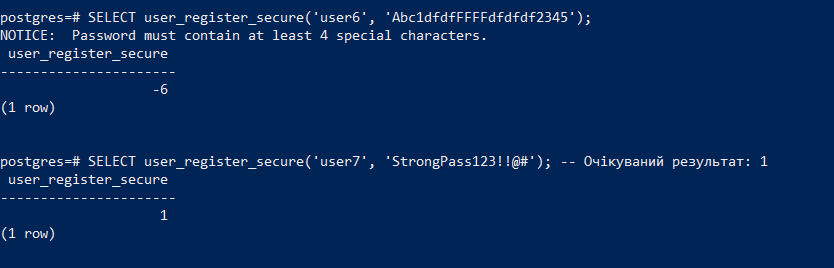 postgres=# SELECT user_register_secure('user6', 'Abc1dfdfFFFFdfdfdf2345');
NOTICE:  Password must contain at least 4 special characters.
 user_register_secure
----------------------
                   -6
(1 row)
postgres=# SELECT user_register_secure('user7', 'StrongPass123!!@#'); -- Очікуваний результат: 1
 user_register_secure
----------------------
                    1
(1 row)